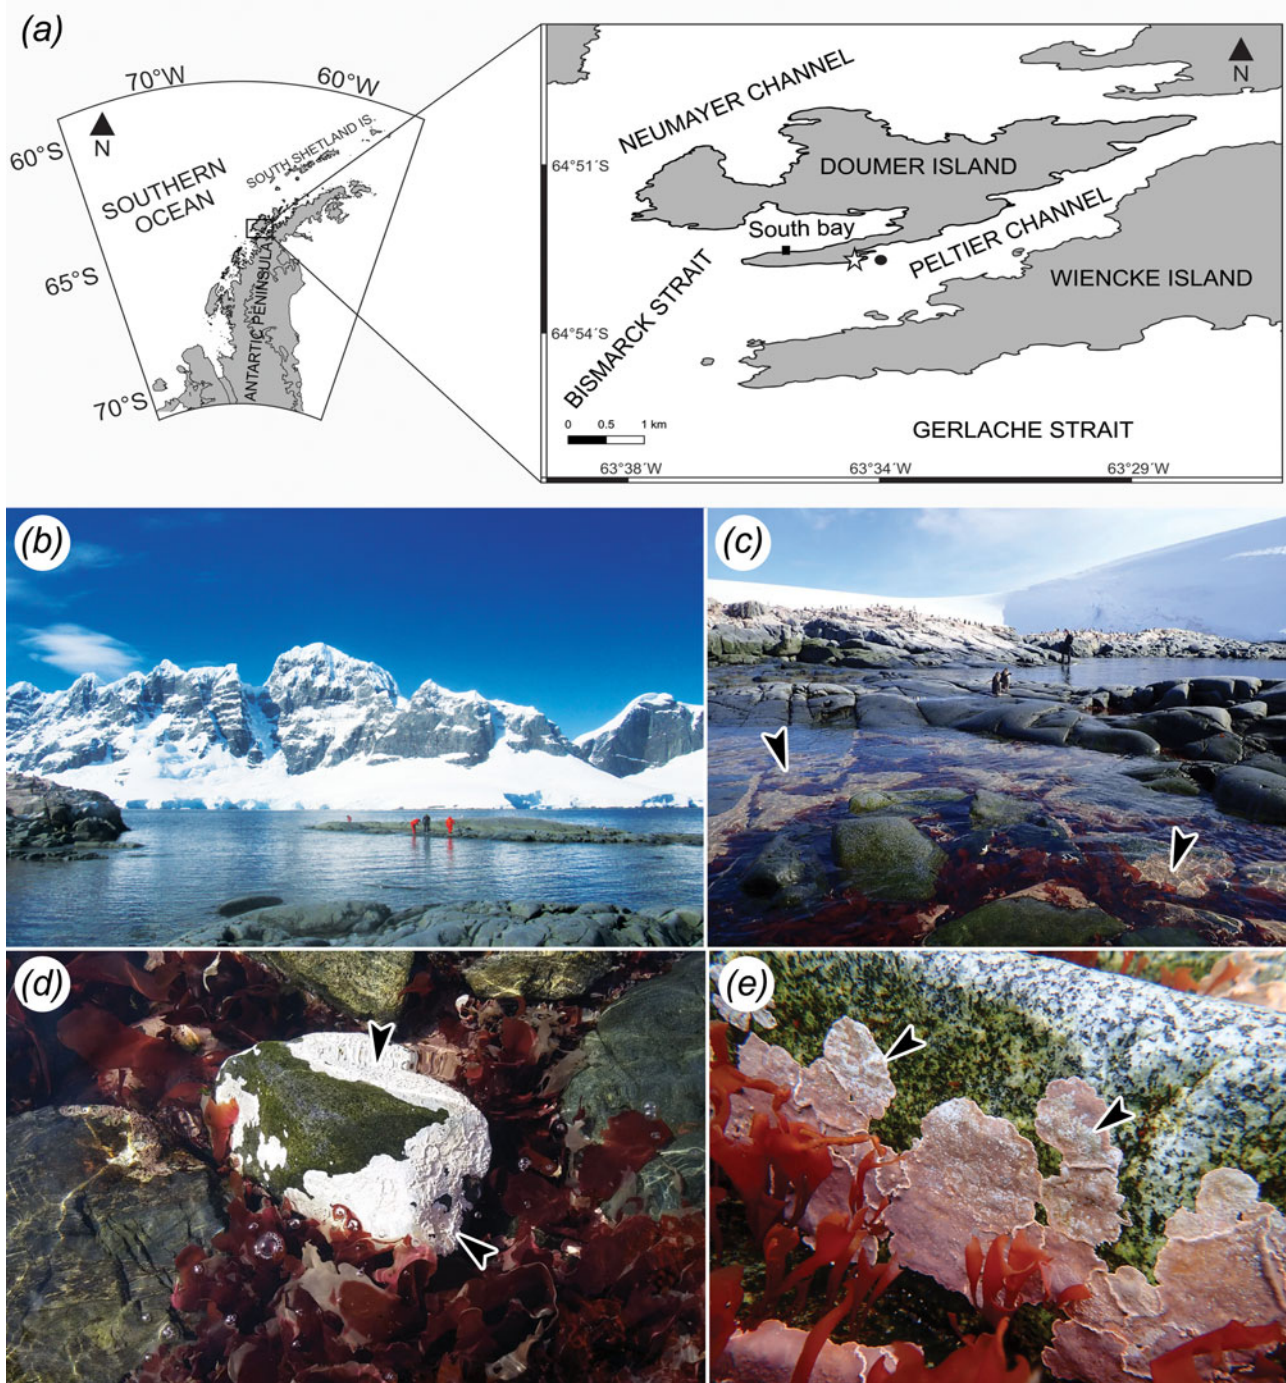 (a)
70°W
60°W
60°S
N
SOUTH SHETLAND IS.
SOUTHERN
OCEAN
65°S
ANTARTIC PENINSULA
70°S
NEUMAYER CHANNEL
N
64°51´S
DOUMER ISLAND
South bay
PELTIER CHANNEL
WIENCKE ISLAND
BISMARCK STRAIT
64°54´S
0 0.5 1 km
GERLACHE STRAIT
63°38´W
63°34´W
63°29´W
(b)
(c)
(d)
(e)